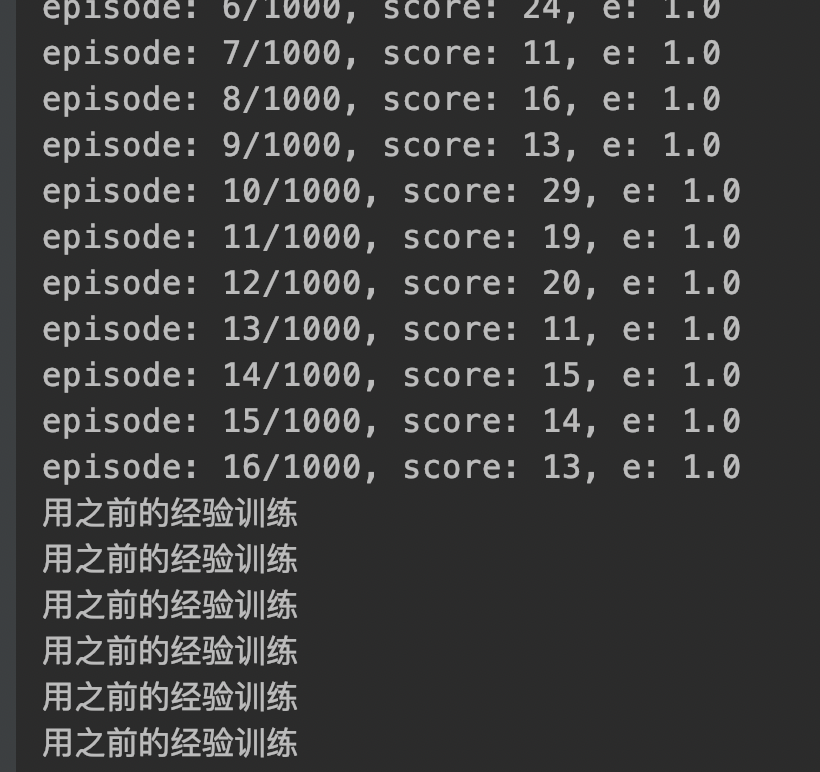 episode: 6/1000, score: 24, e: 1.0
episode: 7/1000, score: 11, e: 1.0
episode: 8/1000, score: 16, e: 1.0
episode: 9/1000, score: 13, e: 1.0
episode: 10/1000, score: 29, e: 1.0
episode: 11/1000, score: 19, e: 1.0
episode: 12/1000, score: 20, e: 1.0
episode: 13/1000, score: 11, e: 1.0
episode: 14/1000, score: 15, e: 1.0
episode: 15/1000, score: 14, e: 1.0
episode: 16/1000, score: 13, e: 1.0
用之前的经验训练
用之前的经验训练
用之前的经验训练
用之前的经验训练
用之前的经验训练
用之前的经验训练